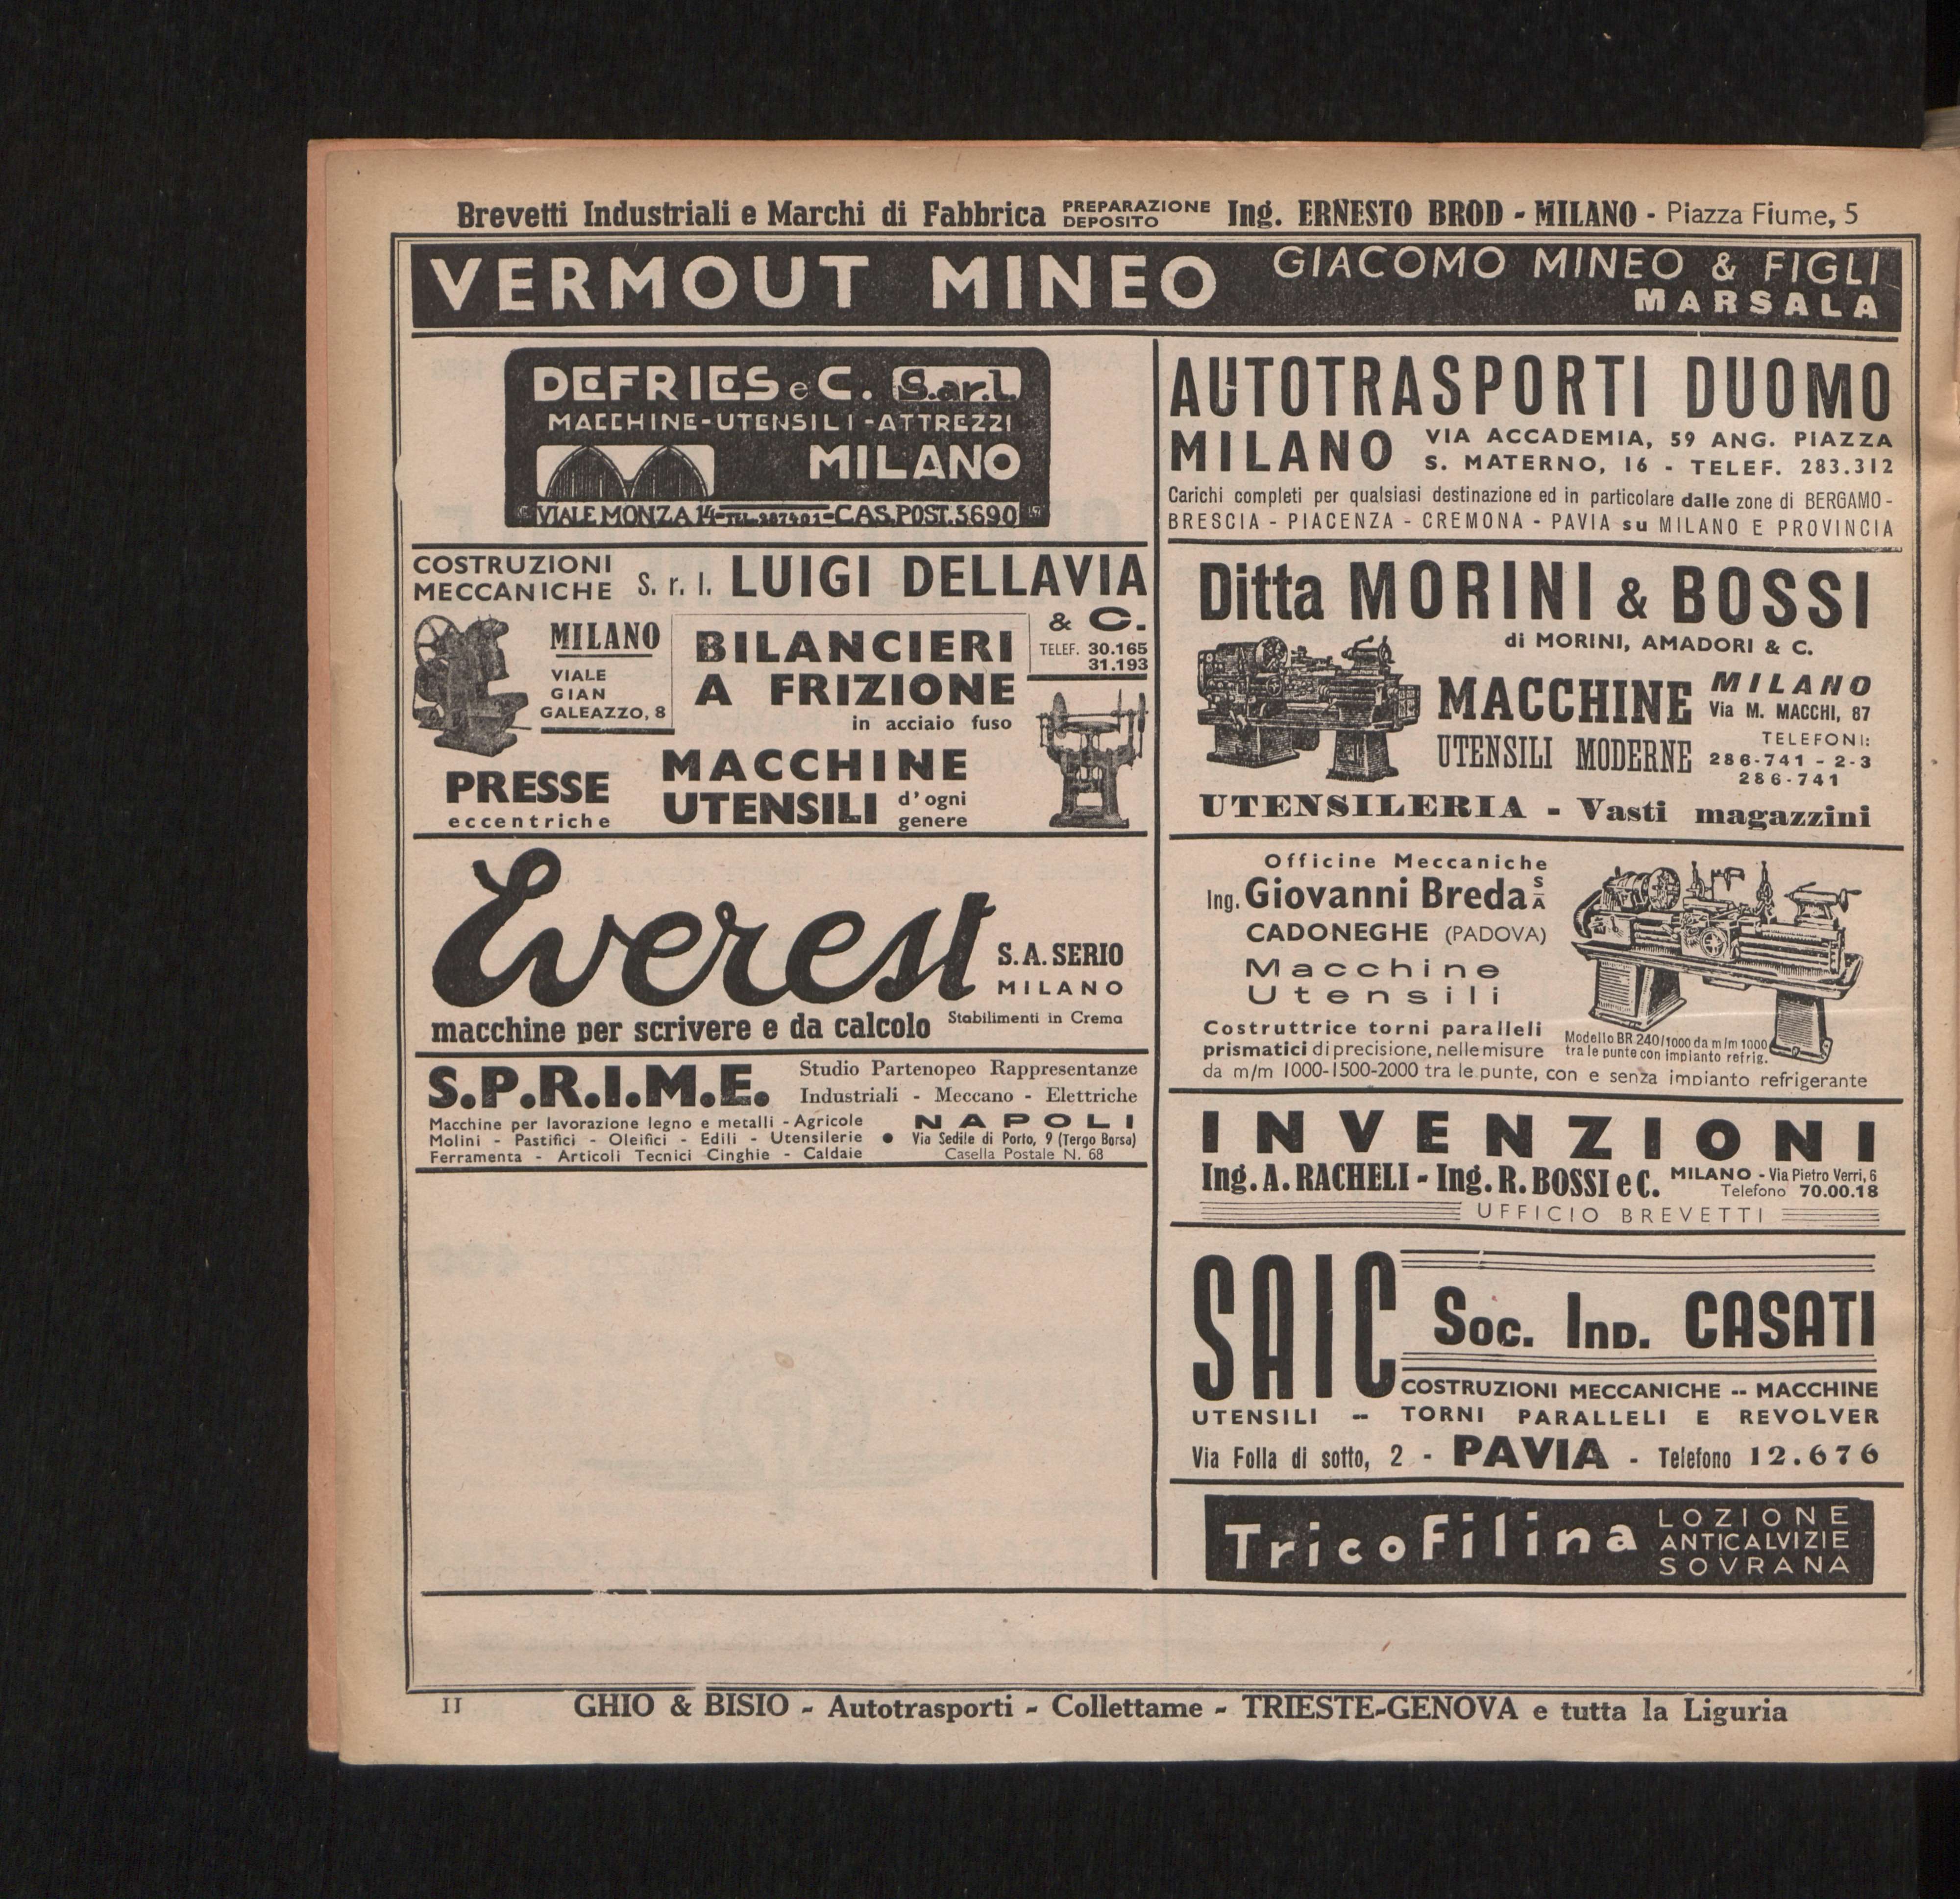 Brevetti Industriali e Marchi di Fabbrica PREPARAZIONE DEPOSITO Ing. ERNESTO BROD - MILANO - Piazza Fiume, 5
VERMOUT MINEO
GIACOMO MINEO & FIGLI
MARSALA
DEFRIES e C. S.ar.l.
MACCHINE-UTENSILI-ATTREZZI
MILANO
VIALE MONZA 14 - TEL. 287401 - CAS. POST. 3690
COSTRUZIONI
MECCANICHE
S. r. l. LUIGI DELLAVIA
& C.
MILANO
VIALE
GIAN
GALEAZZO, 8
BILANCIERI
A FRIZIONE
in acciaio fuso
TELEF. 30.165
31.193
PRESSE
eccentriche
MACCHINE
UTENSILI d'ogni genere
Everest
S.A. SERIO
MILANO
macchine per scrivere e da calcolo
Stabilimenti in Crema
S.P.R.I.M.E.
Studio Partenopeo Rappresentanze
Industriali - Meccano - Elettriche
Macchine per lavorazione legno e metalli - Agricole
Molini - Pastifici - Oleifici - Edili - Utensilerie
Ferramenta - Articoli Tecnici Cinghie - Caldaie
●
NAPOLI
Via Sedile di Porto, 9 (Tergo Borsa)
Casella Postale N. 68
AUTOTRASPORTI DUOMO
MILANO VIA ACCADEMIA, 59 ANG. PIAZZA
S. MATERNO, 16 - TELEF. 283.312
Carichi completi per qualsiasi destinazione ed in particolare dalle zone di BERGAMO -
BRESCIA - PIACENZA - CREMONA - PAVIA su MILANO E PROVINCIA
Ditta MORINI & BOSSI
di MORINI, AMADORI & C.
MACCHINE
UTENSILI MODERNE
MILANO
Via M. MACCHI, 87
TELEFONI:
286-741 - 2-3
286-741
UTENSILERIA - Vasti magazzini
Officine Meccaniche
Ing. Giovanni Breda S A
CADONEGHE (PADOVA)
Macchine
Utensili
Costruttrice torni paralleli
prismatici di precisione, nelle misure
da m/m 1000-1500-2000 tra le punte, con e senza impianto refrigerante
Modello BR 240/1000 da m/m 1000
tra le punte con impianto refrig.
INVENZIONI
Ing. A. RACHELI - Ing. R. BOSSI e C.
MILANO - Via Pietro Verri, 6
Telefono 70.00.18
UFFICIO BREVETTI
SAIC Soc. Ind. CASATI
COSTRUZIONI MECCANICHE -- MACCHINE
UTENSILI -- TORNI PARALLELI E REVOLVER
Via Folla di sotto, 2 - PAVIA - Telefono 12.676
Tricofilina
LOZIONE
ANTICALVIZIE
SOVRANA
II
GHIO & BISIO - Autotrasporti - Collettame - TRIESTE-GENOVA e tutta la Liguria